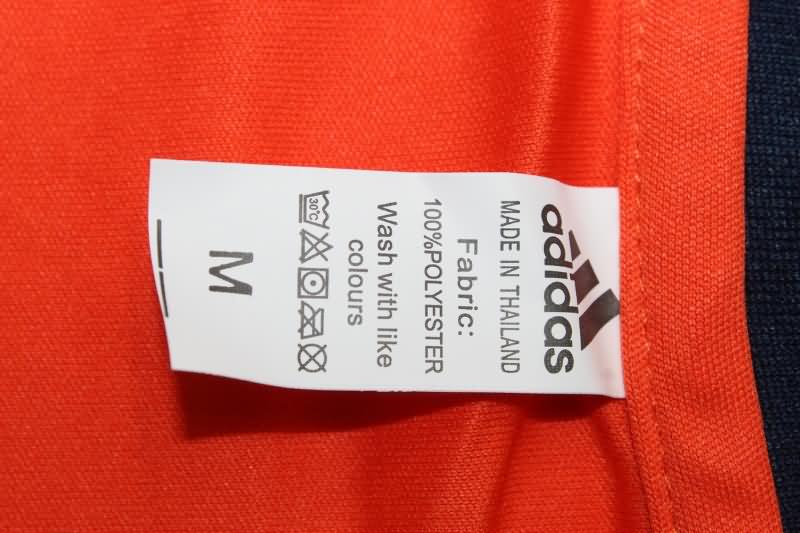 adidas
MADE IN THAILAND
Fabric:
100%POLYESTER
Wash with like
colours
30°C
M